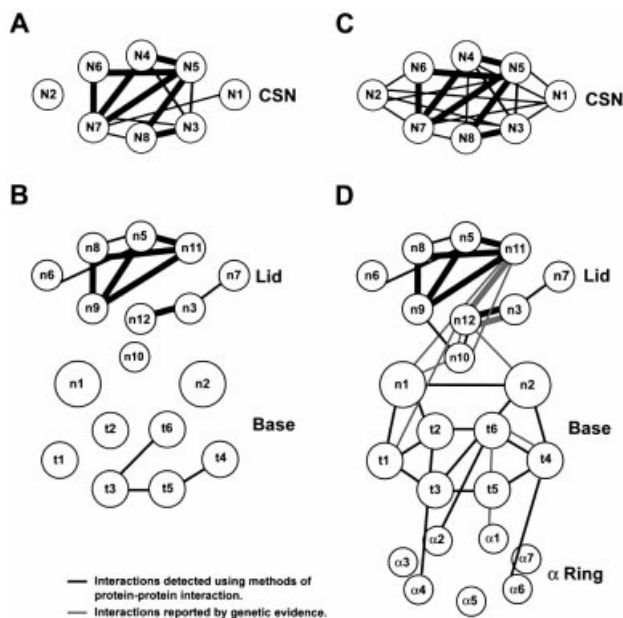 A
N4
N6
N5
N2
N1
CSN
N7
N8
N3
B
n5
n8
n11
n6
n7
Lid
n9
n12
n3
n10
n1
n2
t2
t6
Base
t1
t4
t3
t5
Interactions detected using methods of
protein-protein interaction.
Interactions reported by genetic evidence.
C
N4
N6
N5
N2
N1
CSN
N7
N8
N3
D
n5
n8
n11
n6
n7
Lid
n9
n12
n3
n10
n1
n2
t2
t6
Base
t1
t4
t3
t5
α2
α1
α3
α7
α Ring
α4
α5
α6